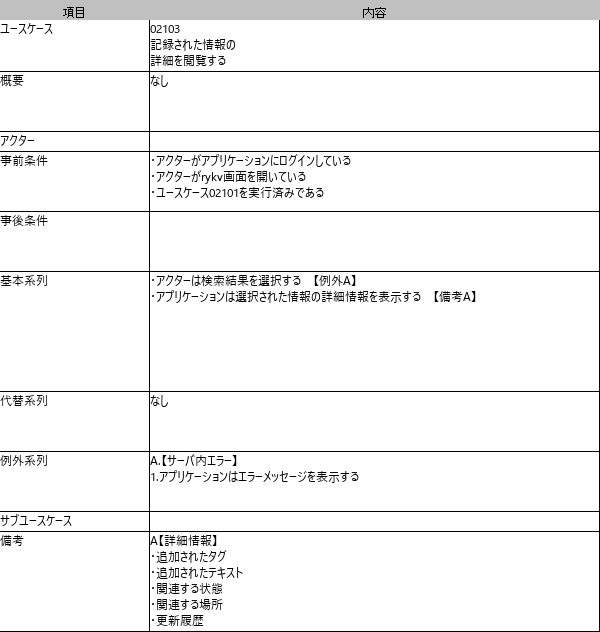 項目 内容
ユースケース 02103
記録された情報の
詳細を閲覧する
概要 なし
アクター
事前条件 ・アクターがアプリケーションにログインしている
・アクターがrykv画面を開いている
・ユースケース02101を実行済みである
事後条件
基本系列 ・アクターは検索結果を選択する 【例外A】
・アプリケーションは選択された情報の詳細情報を表示する 【備考A】
代替系列 なし
例外系列 A.【サーバ内エラー】
1.アプリケーションはエラーメッセージを表示する
サブユースケース
備考 A【詳細情報】
・追加されたタグ
・追加されたテキスト
・関連する状態
・関連する場所
・更新履歴